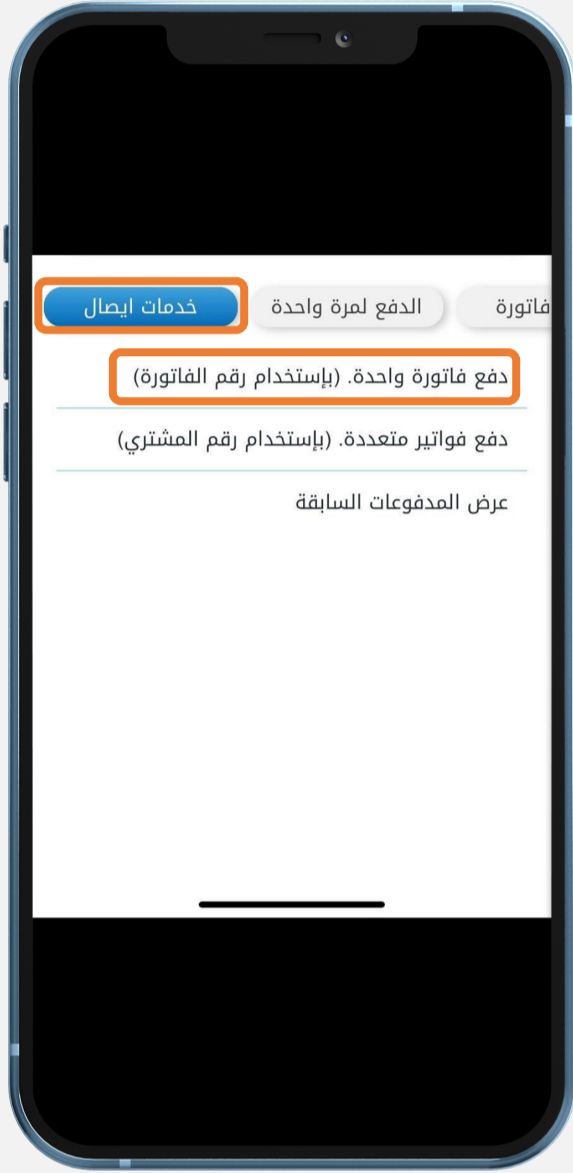 فاتورة
الدفع لمرة واحدة
خدمات ايصال
دفع فاتورة واحدة. (بإستخدام رقم الفاتورة)
دفع فواتير متعددة. (بإستخدام رقم المشتري)
عرض المدفوعات السابقة